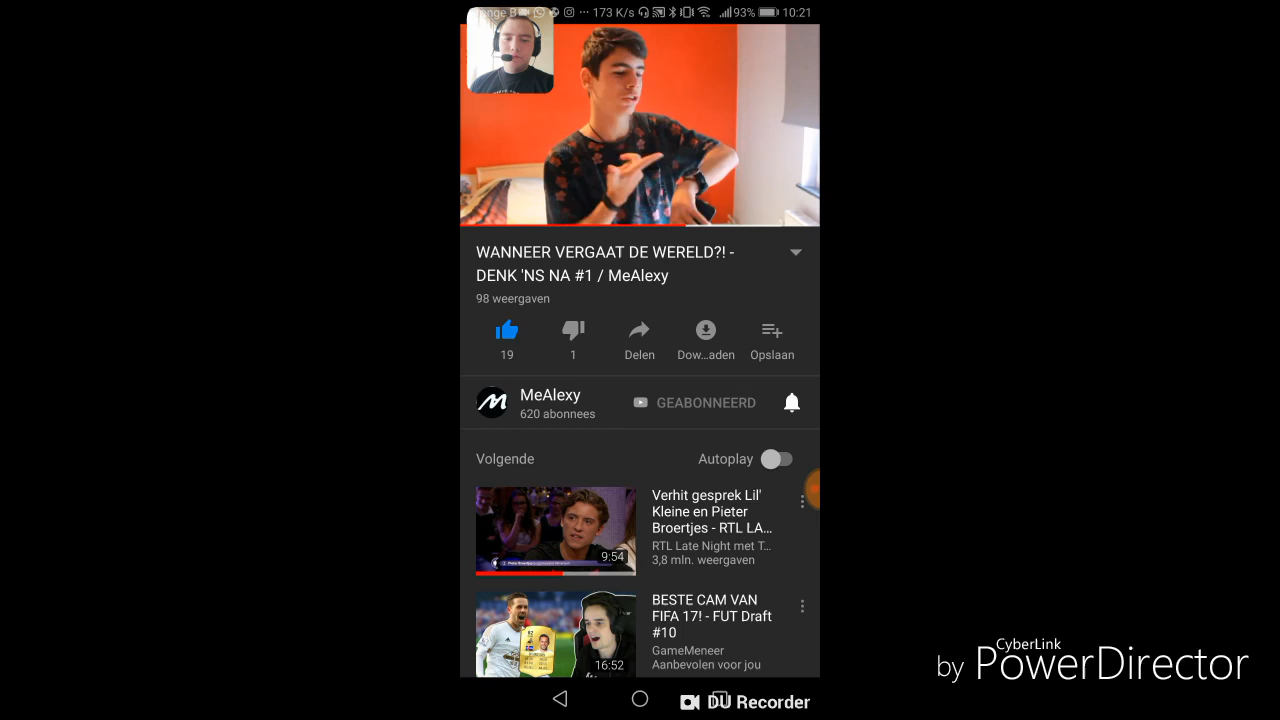 173 K/s
93%
10:21
WANNEER VERGAAT DE WERELD?! -
DENK 'NS NA #1 / MeAlexy
98 weergaven
19
1
Delen
Dow...aden
Opslaan
MeAlexy
620 abonnees
GEABONNEERD
Volgende
Autoplay
Verhit gesprek Lil'
Kleine en Pieter
Broertjes - RTL LA...
RTL Late Night met T...
3,8 mln. weergaven
9:54
BESTE CAM VAN
FIFA 17! - FUT Draft
#10
GameMeneer
Aanbevolen voor jou
16:52
DU Recorder
by CyberLink
PowerDirector